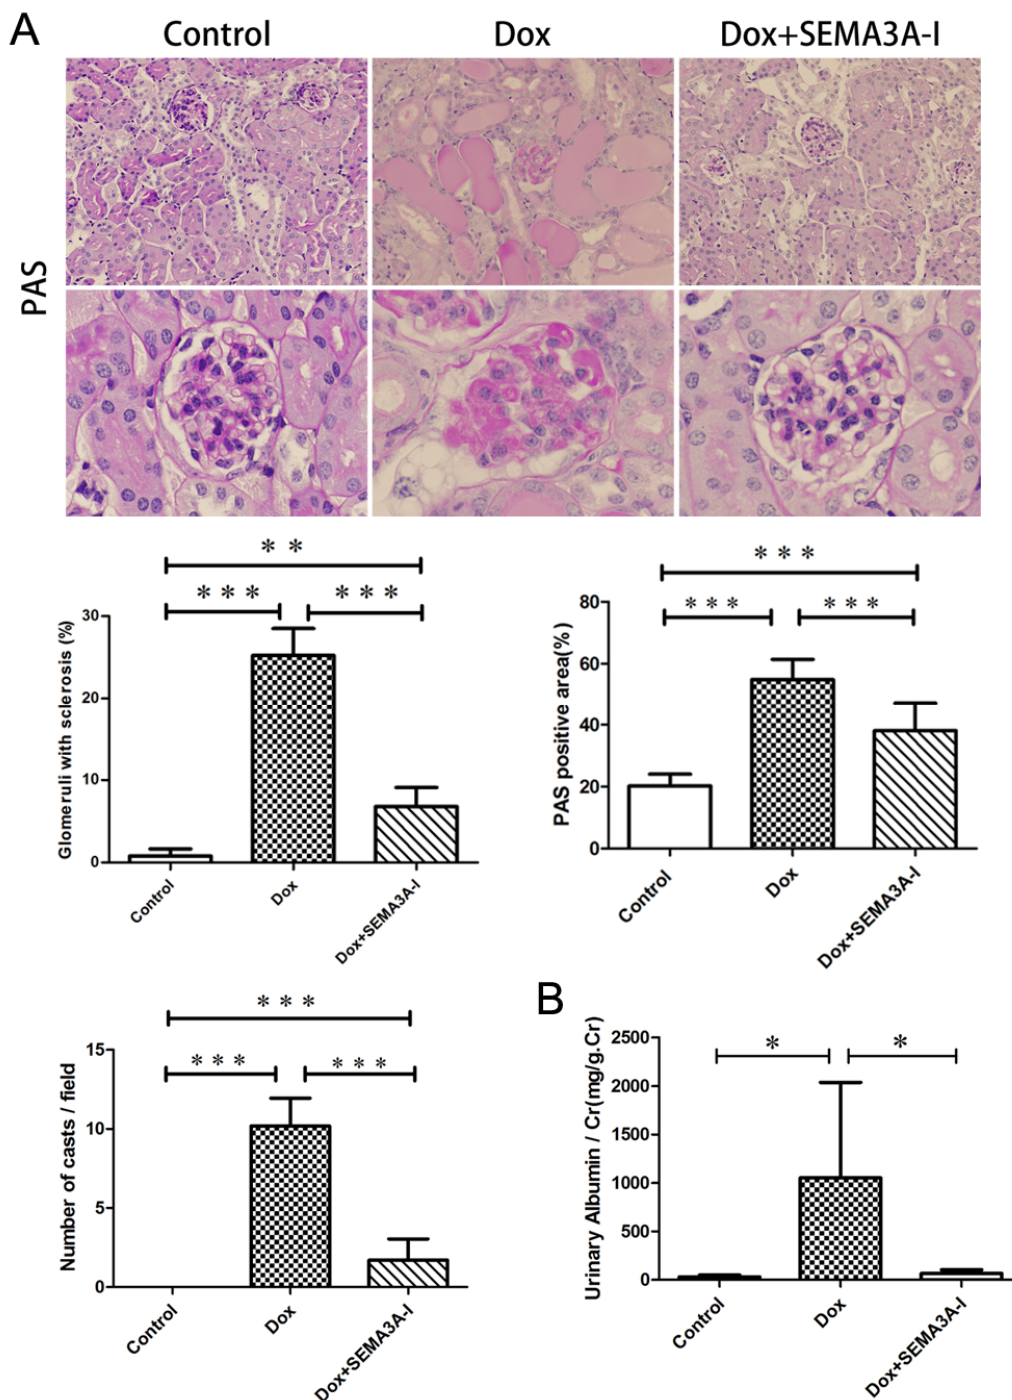 A
Control Dox Dox+SEMA3A-I
PAS
* *
* * * * * *
Glomeruli with sclerosis (%)
30
20
10
0
Control Dox Dox+SEMA3A-I
* * *
* * * * * *
PAS positive area(%)
80
60
40
20
0
Control Dox Dox+SEMA3A-I
* * *
* * * * * *
Number of casts / field
15
10
5
0
Control Dox Dox+SEMA3A-I
B
* *
Urinary Albumin / Cr(mg/g.Cr)
2500
2000
1500
1000
500
0
Control Dox Dox+SEMA3A-I